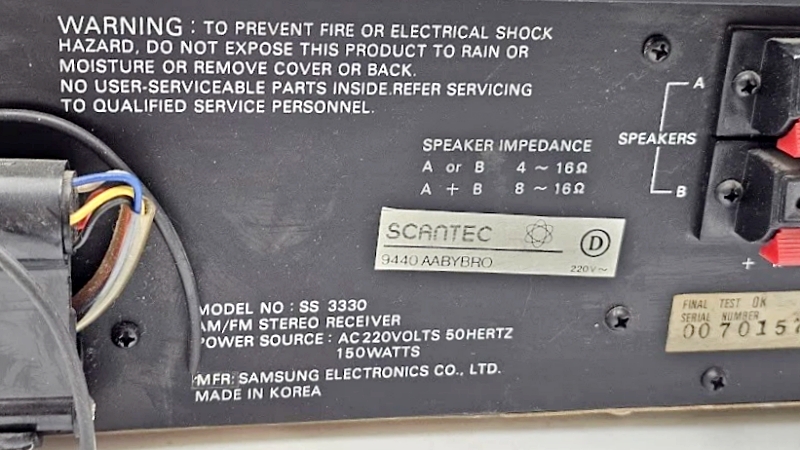 WARNING : TO PREVENT FIRE OR ELECTRICAL SHOCK
HAZARD, DO NOT EXPOSE THIS PRODUCT TO RAIN OR
MOISTURE OR REMOVE COVER OR BACK.
NO USER-SERVICEABLE PARTS INSIDE.REFER SERVICING
TO QUALIFIED SERVICE PERSONNEL.
SPEAKER IMPEDANCE
A or B 4 ~ 16Ω
A + B 8 ~ 16Ω
A
SPEAKERS
B
+
SCANTEC
D
9440 AABYBRO
220V~
MODEL NO : SS 3330
AM/FM STEREO RECEIVER
POWER SOURCE : AC220VOLTS 50HERTZ
150WATTS
MFR: SAMSUNG ELECTRONICS CO., LTD.
MADE IN KOREA
FINAL TEST OK
SERIAL NUMBER
0070157